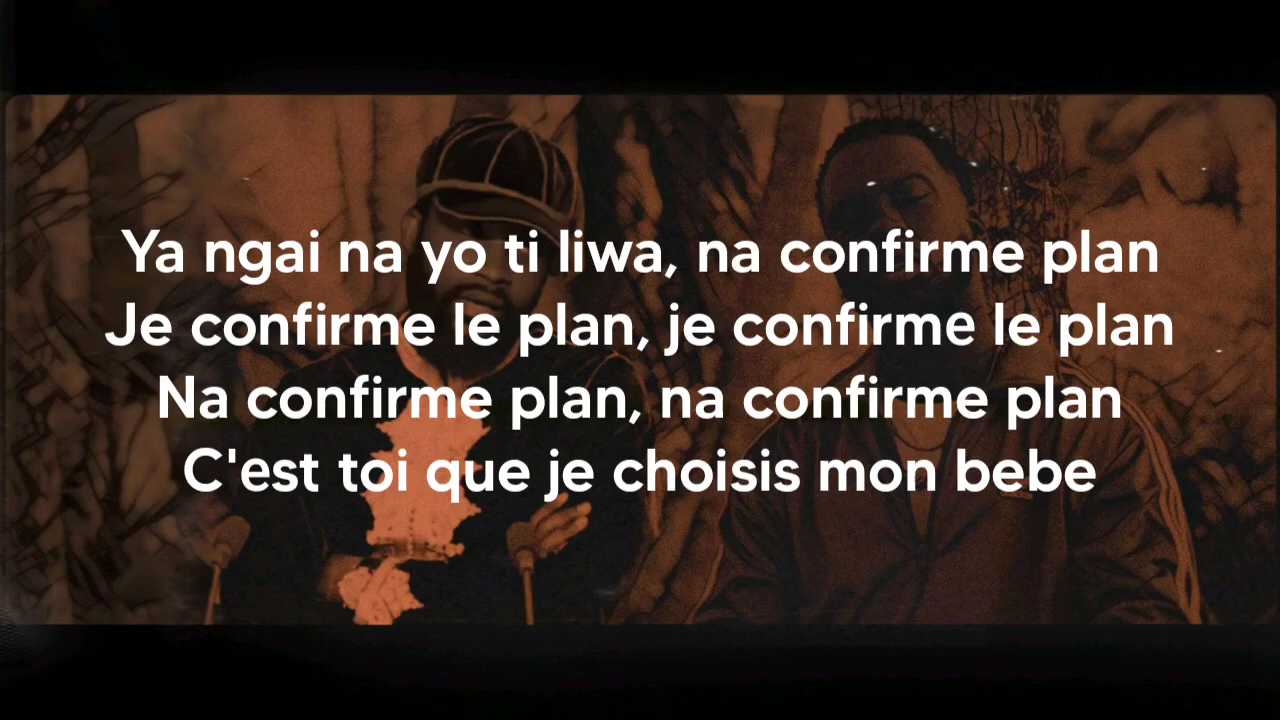 Ya ngai na yo ti liwa, na confirme plan
Je confirme le plan, je confirme le plan
Na confirme plan, na confirme plan
C'est toi que je choisis mon bebe